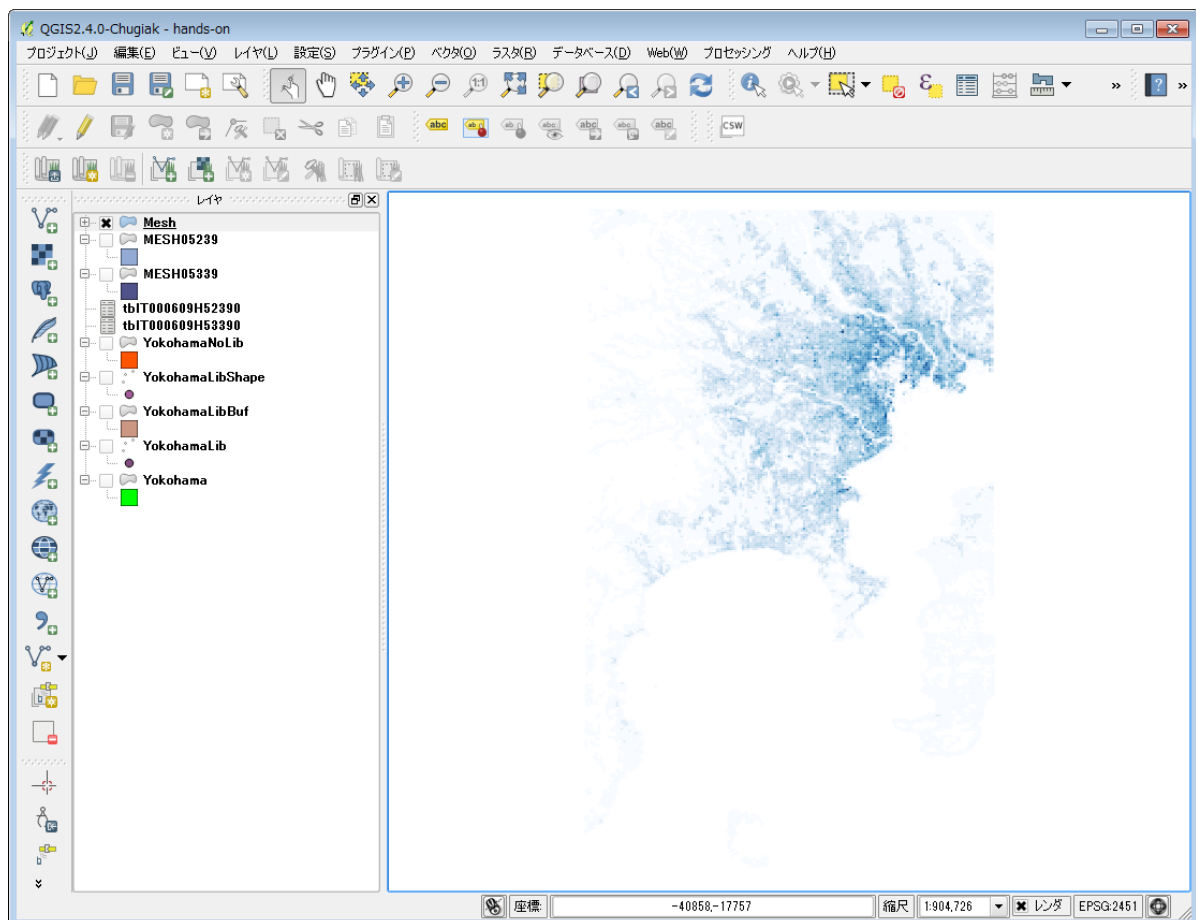 QGIS2.4.0-Chugiak - hands-on
プロジェクト(J) 編集(E) ビュー(V) レイヤ(L) 設定(S) プラグイン(P) ベクタ(O) ラスタ(R) データベース(D) Web(W) プロセッシング ヘルプ(H)
CSW
レイヤ
Mesh
MESH05239
MESH05339
tblT000609H52390
tblT000609H53390
YokohamaNoLib
YokohamaLibShape
YokohamaLibBuf
YokohamaLib
Yokohama
座標: -40858,-17757 縮尺 1:904,726 レンダ EPSG:2451